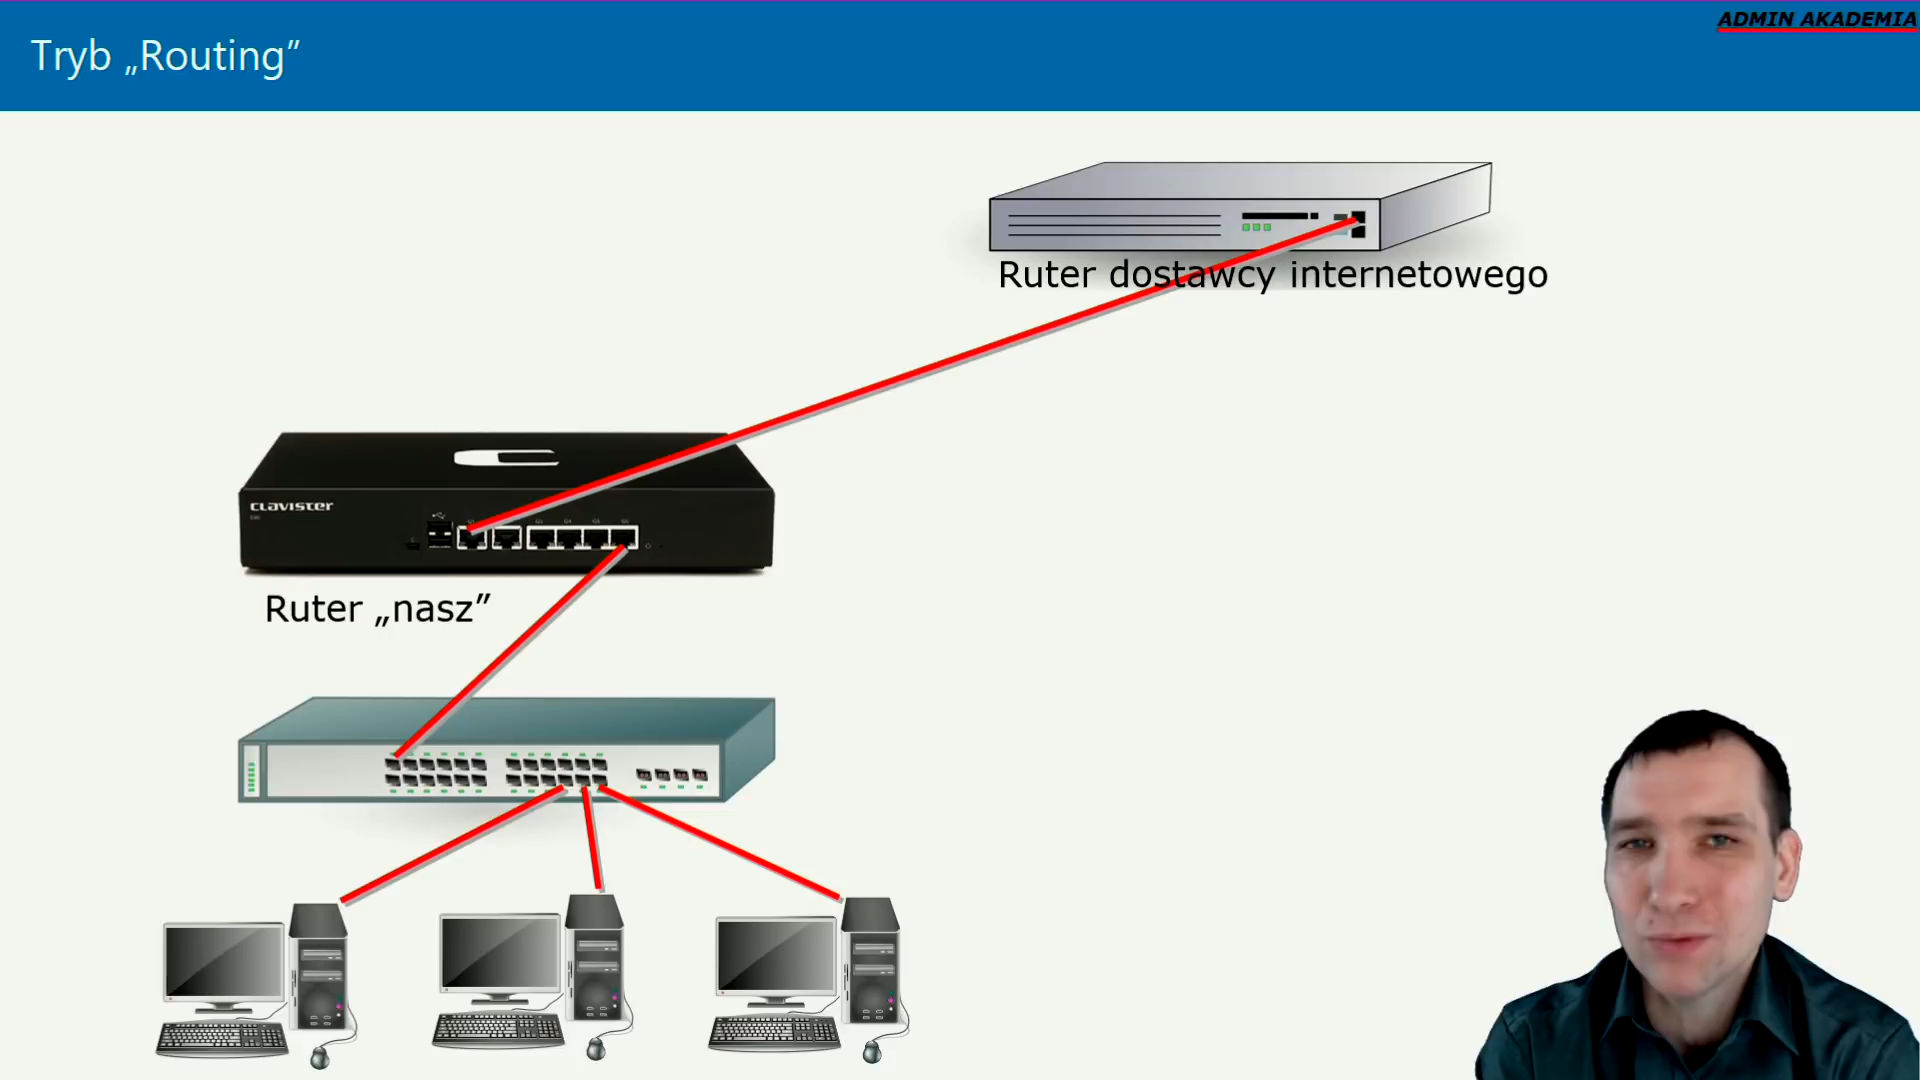 ADMIN AKADEMIA
Tryb „Routing”
Ruter dostawcy internetowego
CLAVISTER
Ruter „nasz”